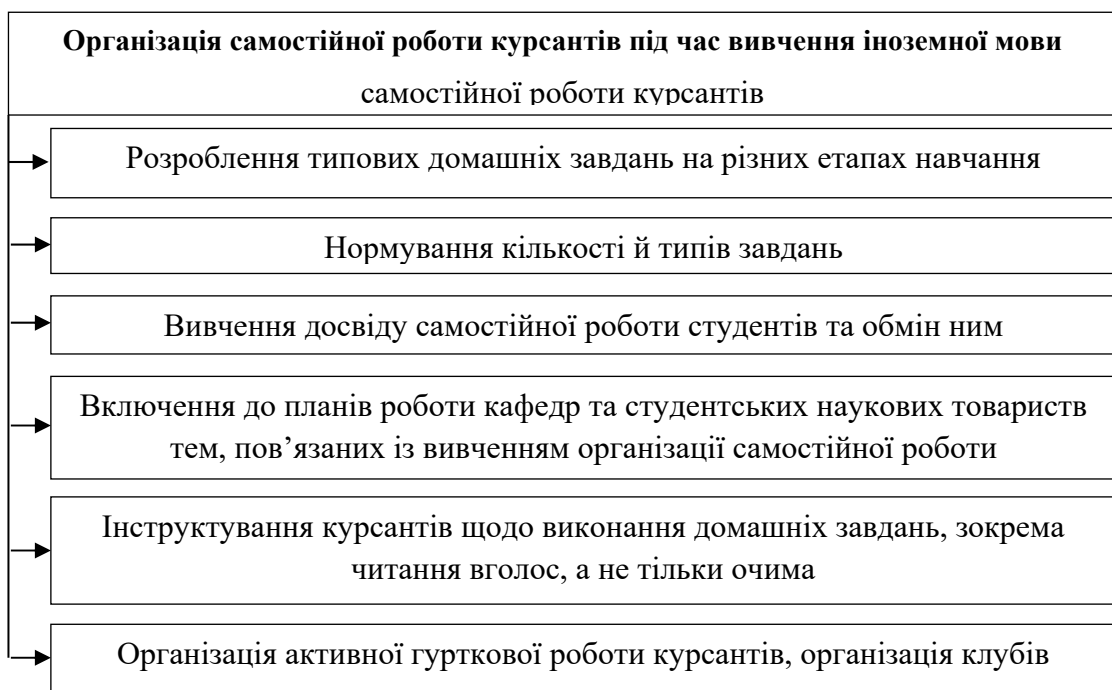 Організація самостійної роботи курсантів під час вивчення іноземної мови
самостійної роботи курсантів
Розроблення типових домашніх завдань на різних етапах навчання
Нормування кількості й типів завдань
Вивчення досвіду самостійної роботи студентів та обмін ним
Включення до планів роботи кафедр та студентських наукових товариств
тем, пов’язаних із вивченням організації самостійної роботи
Інструктування курсантів щодо виконання домашніх завдань, зокрема
читання вголос, а не тільки очима
Організація активної гурткової роботи курсантів, організація клубів